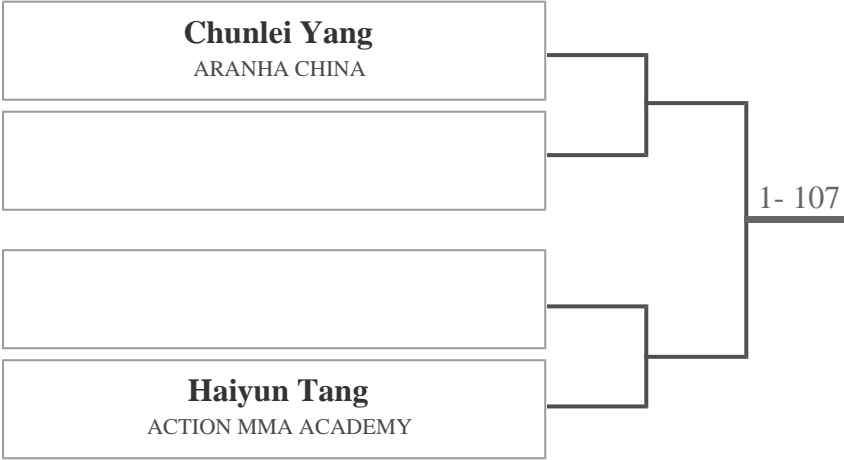 Chunlei Yang
ARANHA CHINA
1- 107
Haiyun Tang
ACTION MMA ACADEMY